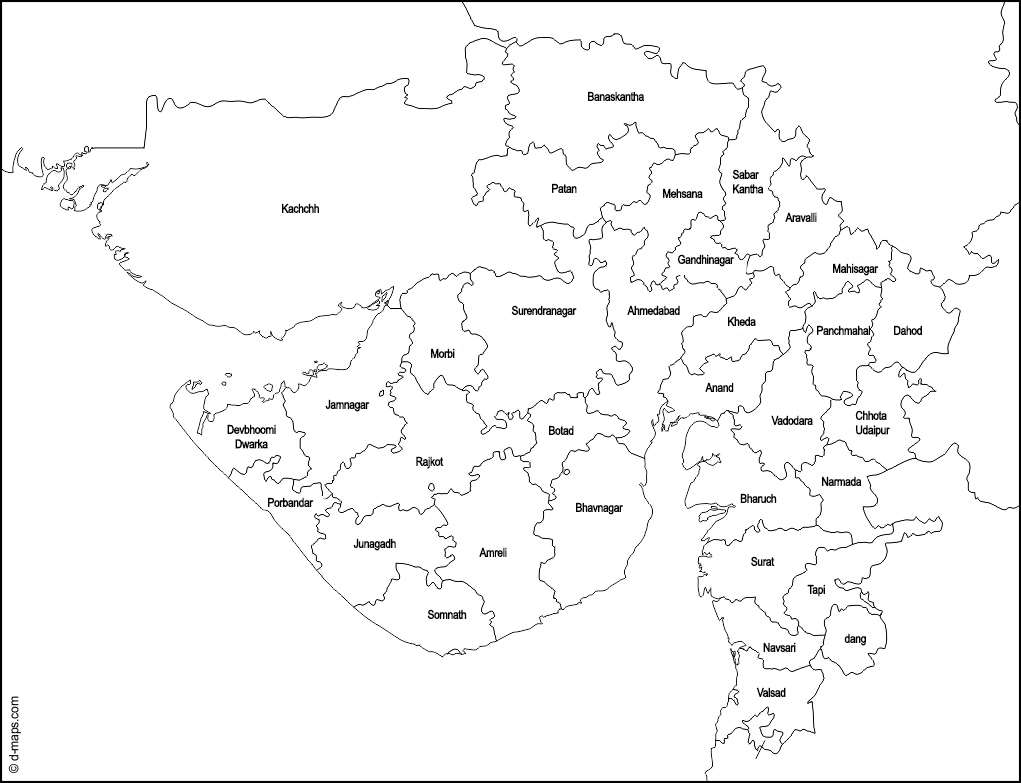 Banaskantha
Patan
Mehsana
Sabar
Kantha
Aravalli
Kachchh
Gandhinagar
Mahisagar
Surendranagar
Ahmedabad
Kheda
Panchmahal
Dahod
Morbi
Anand
Jamnagar
Vadodara
Chhota
Udaipur
Devbhoomi
Dwarka
Botad
Rajkot
Narmada
Porbandar
Bharuch
Bhavnagar
Junagadh
Amreli
Surat
Tapi
Somnath
dang
Navsari
Valsad
© d-maps.com